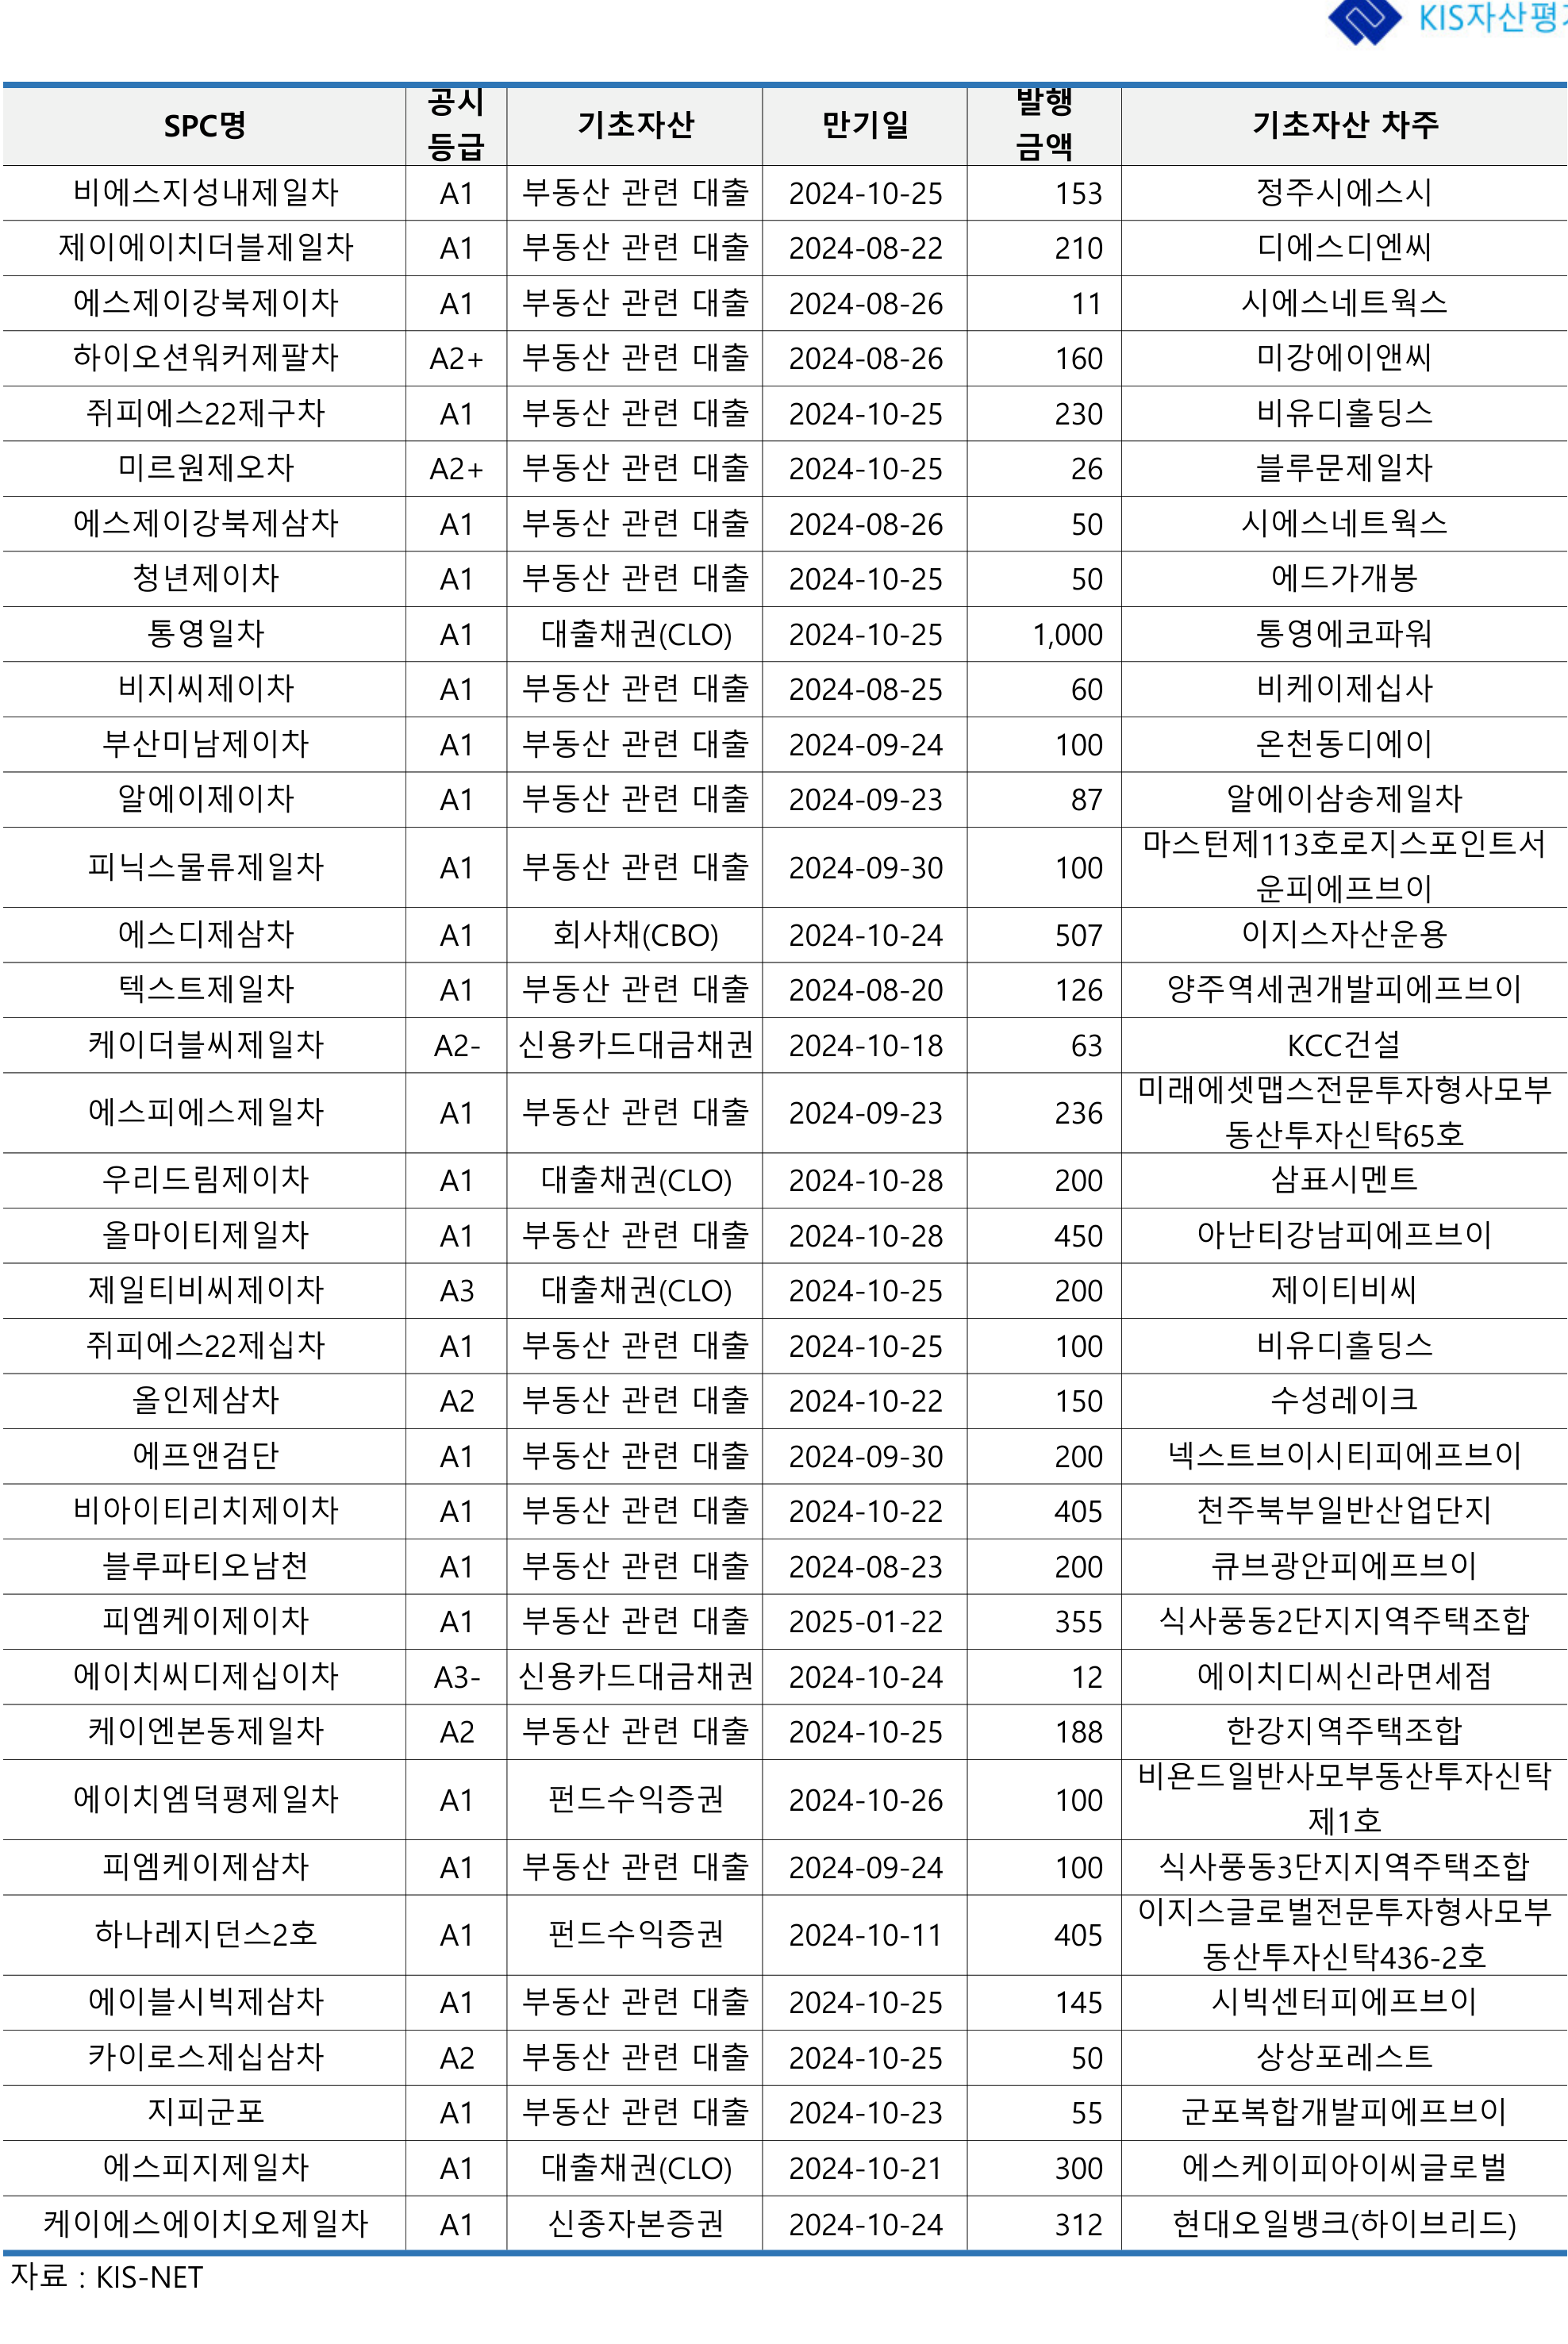 KIS자산평
SPC명 공시 등급 기초자산 만기일 발행 금액 기초자산 차주
비에스지성내제일차 A1 부동산 관련 대출 2024-10-25 153 정주시에스시
제이에이치더블제일차 A1 부동산 관련 대출 2024-08-22 210 디에스디엔씨
에스제이강북제이차 A1 부동산 관련 대출 2024-08-26 11 시에스네트웍스
하이오션워커제팔차 A2+ 부동산 관련 대출 2024-08-26 160 미강에이앤씨
쥐피에스22제구차 A1 부동산 관련 대출 2024-10-25 230 비유디홀딩스
미르원제오차 A2+ 부동산 관련 대출 2024-10-25 26 블루문제일차
에스제이강북제삼차 A1 부동산 관련 대출 2024-08-26 50 시에스네트웍스
청년제이차 A1 부동산 관련 대출 2024-10-25 50 에드가개봉
통영일차 A1 대출채권(CLO) 2024-10-25 1,000 통영에코파워
비지씨제이차 A1 부동산 관련 대출 2024-08-25 60 비케이제십사
부산미남제이차 A1 부동산 관련 대출 2024-09-24 100 온천동디에이
알에이제이차 A1 부동산 관련 대출 2024-09-23 87 알에이삼송제일차
피닉스물류제일차 A1 부동산 관련 대출 2024-09-30 100 마스턴제113호로지스포인트서
운피에프브이
에스디제삼차 A1 회사채(CBO) 2024-10-24 507 이지스자산운용
텍스트제일차 A1 부동산 관련 대출 2024-08-20 126 양주역세권개발피에프브이
케이더블씨제일차 A2- 신용카드대금채권 2024-10-18 63 KCC건설
에스피에스제일차 A1 부동산 관련 대출 2024-09-23 236 미래에셋맵스전문투자형사모부
동산투자신탁65호
우리드림제이차 A1 대출채권(CLO) 2024-10-28 200 삼표시멘트
올마이티제일차 A1 부동산 관련 대출 2024-10-28 450 아난티강남피에프브이
제일티비씨제이차 A3 대출채권(CLO) 2024-10-25 200 제이티비씨
쥐피에스22제십차 A1 부동산 관련 대출 2024-10-25 100 비유디홀딩스
올인제삼차 A2 부동산 관련 대출 2024-10-22 150 수성레이크
에프앤검단 A1 부동산 관련 대출 2024-09-30 200 넥스트브이시티피에프브이
비아이티리치제이차 A1 부동산 관련 대출 2024-10-22 405 천주북부일반산업단지
블루파티오남천 A1 부동산 관련 대출 2024-08-23 200 큐브광안피에프브이
피엠케이제이차 A1 부동산 관련 대출 2025-01-22 355 식사풍동2단지지역주택조합
에이치씨디제십이차 A3- 신용카드대금채권 2024-10-24 12 에이치디씨신라면세점
케이엔본동제일차 A2 부동산 관련 대출 2024-10-25 188 한강지역주택조합
에이치엠덕평제일차 A1 펀드수익증권 2024-10-26 100 비욘드일반사모부동산투자신탁
제1호
피엠케이제삼차 A1 부동산 관련 대출 2024-09-24 100 식사풍동3단지지역주택조합
하나레지던스2호 A1 펀드수익증권 2024-10-11 405 이지스글로벌전문투자형사모부
동산투자신탁436-2호
에이블시빅제삼차 A1 부동산 관련 대출 2024-10-25 145 시빅센터피에프브이
카이로스제십삼차 A2 부동산 관련 대출 2024-10-25 50 상상포레스트
지피군포 A1 부동산 관련 대출 2024-10-23 55 군포복합개발피에프브이
에스피지제일차 A1 대출채권(CLO) 2024-10-21 300 에스케이피아이씨글로벌
케이에스에이치오제일차 A1 신종자본증권 2024-10-24 312 현대오일뱅크(하이브리드)
자료 : KIS-NET